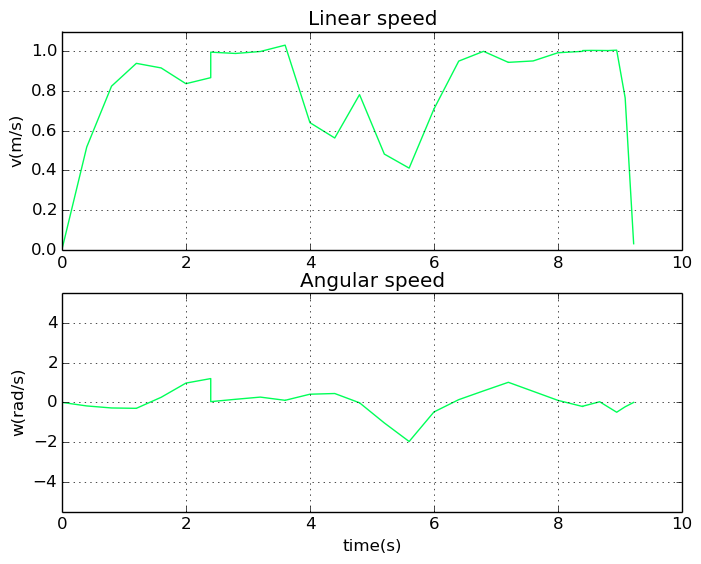 Linear speed
v(m/s)
1.0
0.8
0.6
0.4
0.2
0.0
0 2 4 6 8 10
Angular speed
w(rad/s)
4
2
0
−2
−4
0 2 4 6 8 10
time(s)